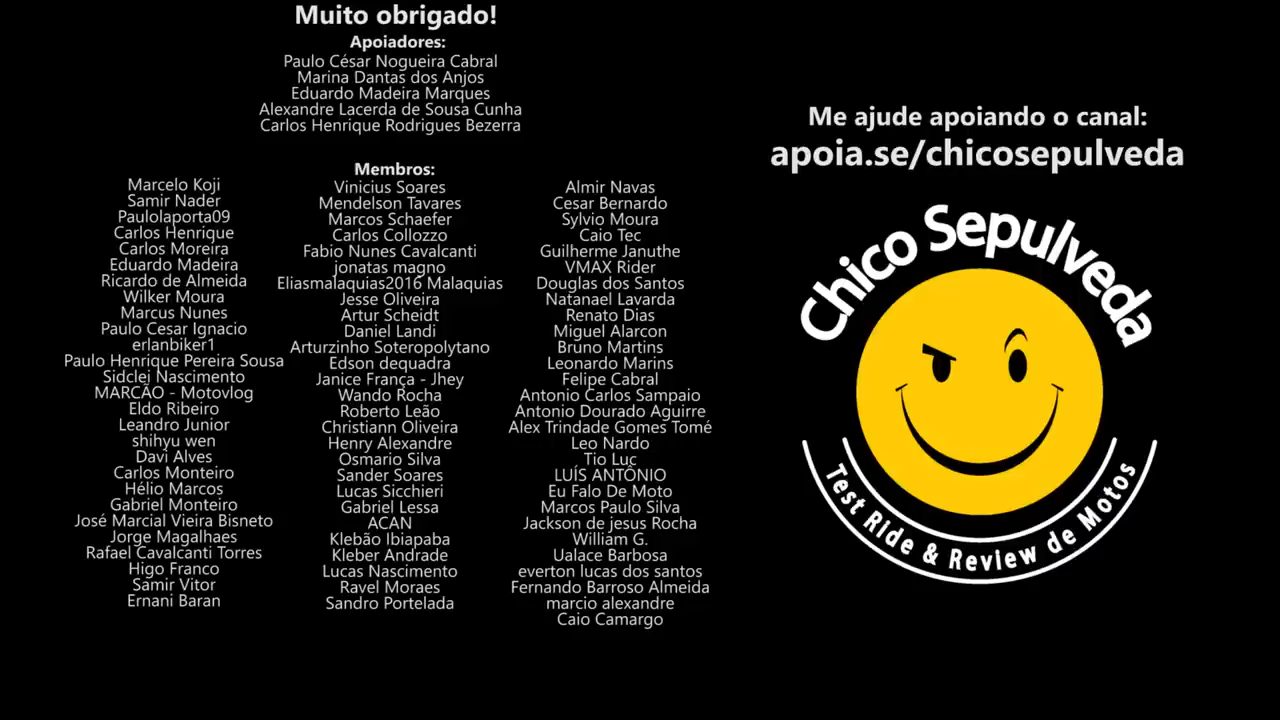 Muito obrigado!
Apoiadores:
Paulo César Nogueira Cabral
Marina Dantas dos Anjos
Eduardo Madeira Marques
Alexandre Lacerda de Sousa Cunha
Carlos Henrique Rodrigues Bezerra
Membros:
Marcelo Koji
Samir Nader
Paulolaporta09
Carlos Henrique
Carlos Moreira
Eduardo Madeira
Ricardo de Almeida
Wilker Moura
Marcus Nunes
Paulo Cesar Ignacio
erlanbiker1
Paulo Henrique Pereira Sousa
Sidclei Nascimento
MARCÃO - Motovlog
Eldo Ribeiro
Leandro Junior
shihyu wen
Davi Alves
Carlos Monteiro
Hélio Marcos
Gabriel Monteiro
José Marcial Vieira Bisneto
Jorge Magalhaes
Rafael Cavalcanti Torres
Higo Franco
Samir Vitor
Ernani Baran
Vinicius Soares
Mendelson Tavares
Marcos Schaefer
Carlos Collozzo
Fabio Nunes Cavalcanti
jonatas magno
Eliasmalaquias2016 Malaquias
Jesse Oliveira
Artur Scheidt
Daniel Landi
Arturzinho Soteropolytano
Edson dequadra
Janice França - Jhey
Wando Rocha
Roberto Leão
Christiann Oliveira
Henry Alexandre
Osmario Silva
Sander Soares
Lucas Sicchieri
Gabriel Lessa
ACAN
Klebão Ibiapaba
Kleber Andrade
Lucas Nascimento
Ravel Moraes
Sandro Portelada
Almir Navas
Cesar Bernardo
Sylvio Moura
Caio Tec
Guilherme Januthe
VMAX Rider
Douglas dos Santos
Natanael Lavarda
Renato Dias
Miguel Alarcon
Bruno Martins
Leonardo Marins
Felipe Cabral
Antonio Carlos Sampaio
Antonio Dourado Aguirre
Alex Trindade Gomes Tomé
Leo Nardo
Tio Luc
LUÍS ANTÔNIO
Eu Falo De Moto
Marcos Paulo Silva
Jackson de jesus Rocha
William G.
Ualace Barbosa
everton lucas dos santos
Fernando Barroso Almeida
marcio alexandre
Caio Camargo
Me ajude apoiando o canal:
apoia.se/chicosepulveda
Chico Sepulveda
Test Ride & Review de Motos